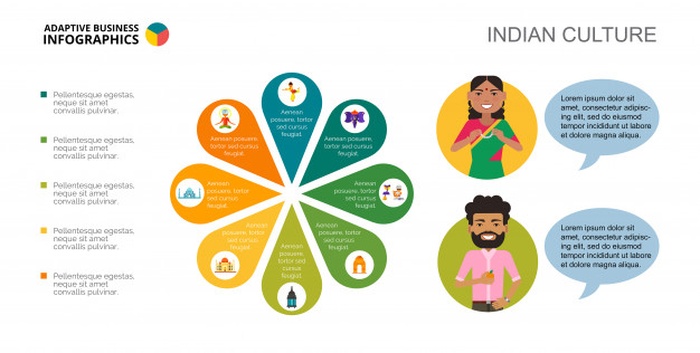 ADAPTIVE BUSINESS
INFOGRAPHICS
INDIAN CULTURE
Pellentesque egestas,
neque sit amet
convallis pulvinar.
Pellentesque egestas,
neque sit amet
convallis pulvinar.
Pellentesque egestas,
neque sit amet
convallis pulvinar.
Pellentesque egestas,
neque sit amet
convallis pulvinar.
Pellentesque egestas,
neque sit amet
convallis pulvinar.
Aenean
posuere, tortor
sed cursus
feugiat.
Aenean posuere,
tortor sed cursus
feugiat.
Aenean
posuere, tortor
sed cursus
feugiat.
Aenean
posuere, tortor
sed cursus
feugiat.
Aenean
posuere, tortor
sed cursus
feugiat.
Aenean
posuere, tortor
sed cursus
feugiat.
Aenean
posuere, tortor
sed cursus
feugiat.
Aenean posuere,
tortor sed cursus
feugiat.
Lorem ipsum dolor sit
amet, consectetur adipisc-
ing elit. Sed do eiusmod
tempor incididunt ut labore
et dolore magna aliqua.
Lorem ipsum dolor sit
amet, consectetur adipisc-
ing elit. Sed do eiusmod
tempor incididunt ut labore
et dolore magna aliqua.